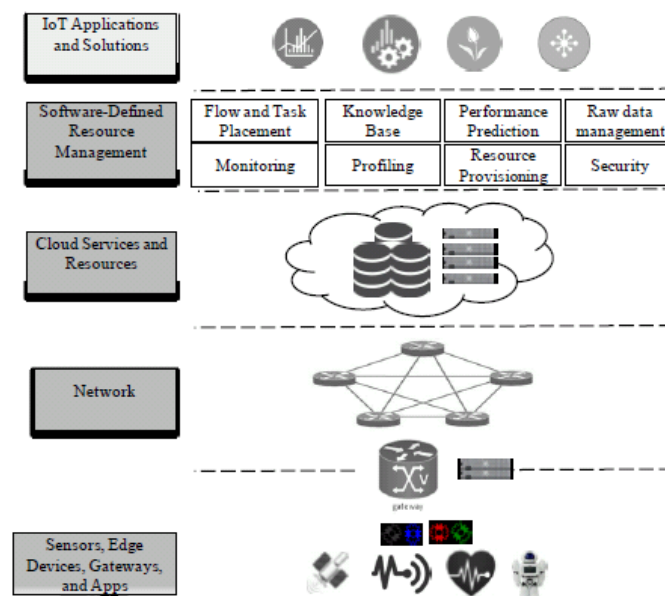 IoT Applications
and Solutions
Software-Defined
Resource
Management
Flow and Task
Placement
Knowledge
Base
Performance
Prediction
Raw data
management
Monitoring
Profiling
Resource
Provisioning
Security
Cloud Services and
Resources
Network
V
gateway
Sensors, Edge
Devices, Gateways,
and Apps